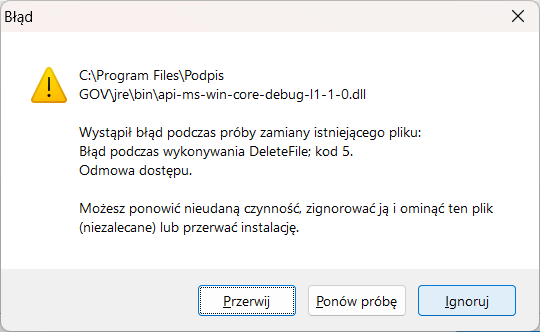 Błąd
C:\Program Files\Podpis
GOV\jre\bin\api-ms-win-core-debug-l1-1-0.dll
Wystąpił błąd podczas próby zamiany istniejącego pliku:
Błąd podczas wykonywania DeleteFile; kod 5.
Odmowa dostępu.
Możesz ponowić nieudaną czynność, zignorować ją i ominąć ten plik
(niezalecane) lub przerwać instalację.
Przerwij
Ponów próbę
Ignoruj